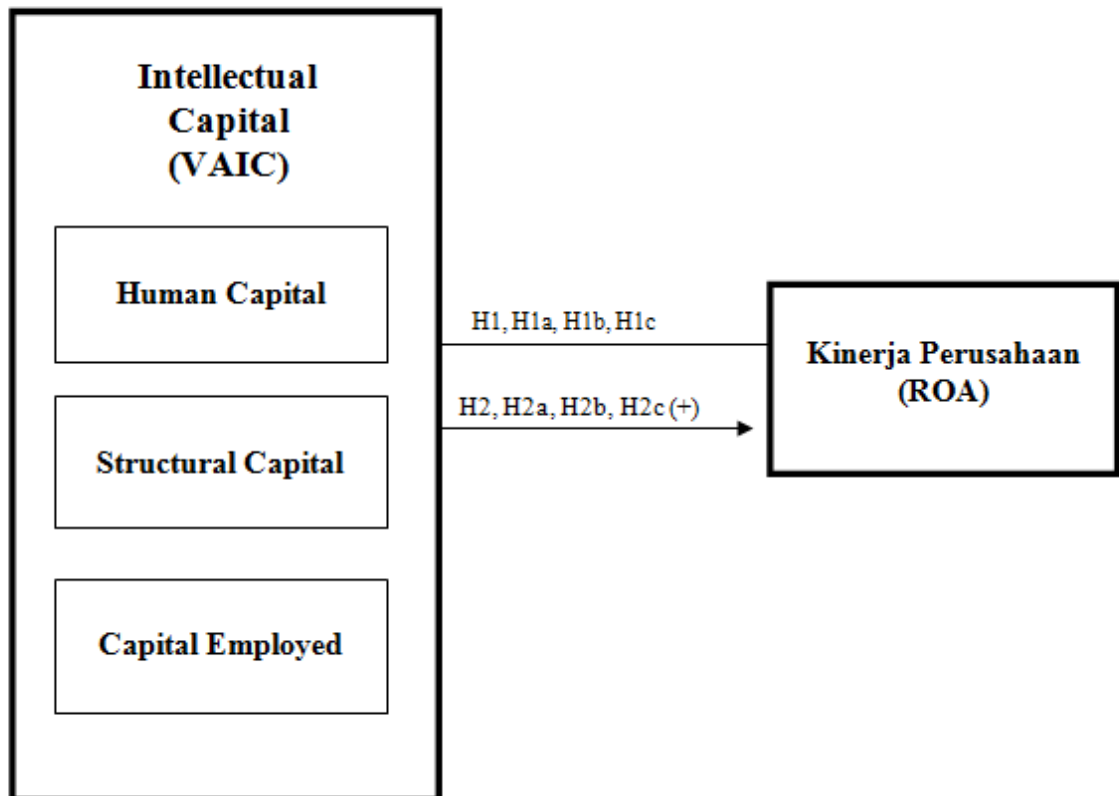 Intellectual
Capital
(VAIC)
Human Capital
Structural Capital
Capital Employed
H1, H1a, H1b, H1c
H2, H2a, H2b, H2c (+)
Kinerja Perusahaan
(ROA)